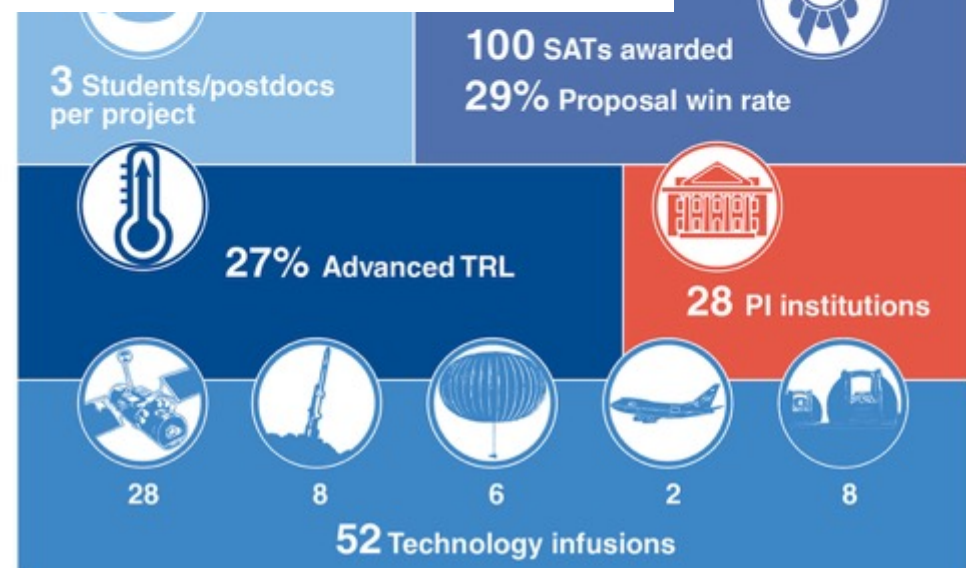 3 Students/postdocs
per project
100 SATs awarded
29% Proposal win rate
27% Advanced TRL
28 PI institutions
28
8
6
2
8
52 Technology infusions